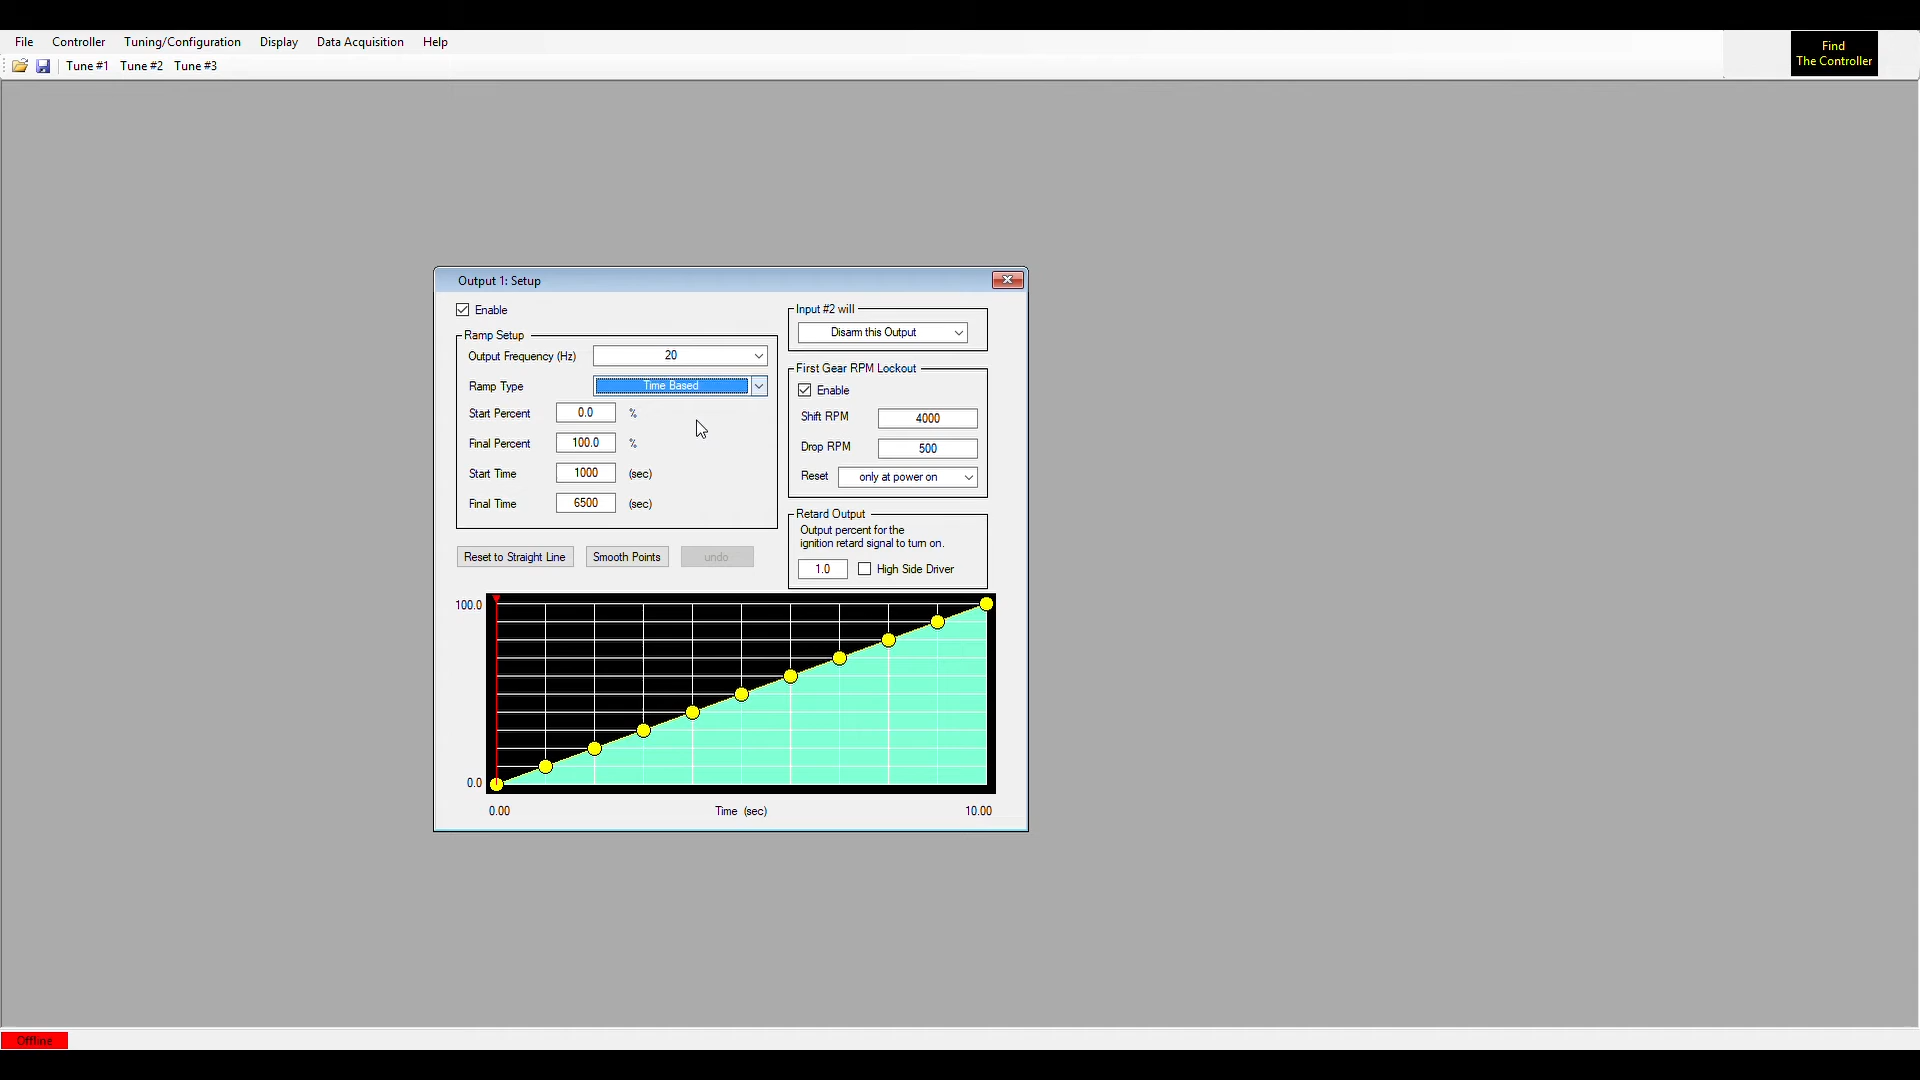 File Controller Tuning/Configuration Display Data Acquisition Help
Find
The Controller
Tune #1 Tune #2 Tune #3
Output 1: Setup
Enable
Ramp Setup
Output Frequency (Hz) 20
Ramp Type Time Based
Start Percent 0.0 %
Final Percent 100.0 %
Start Time 1000 (sec)
Final Time 6500 (sec)
Reset to Straight Line Smooth Points undo
Input #2 will
Disarm this Output
First Gear RPM Lockout
Enable
Shift RPM 4000
Drop RPM 500
Reset only at power on
Retard Output
Output percent for the
ignition retard signal to turn on.
1.0 High Side Driver
100.0
0.0
0.00 Time (sec) 10.00
Offline